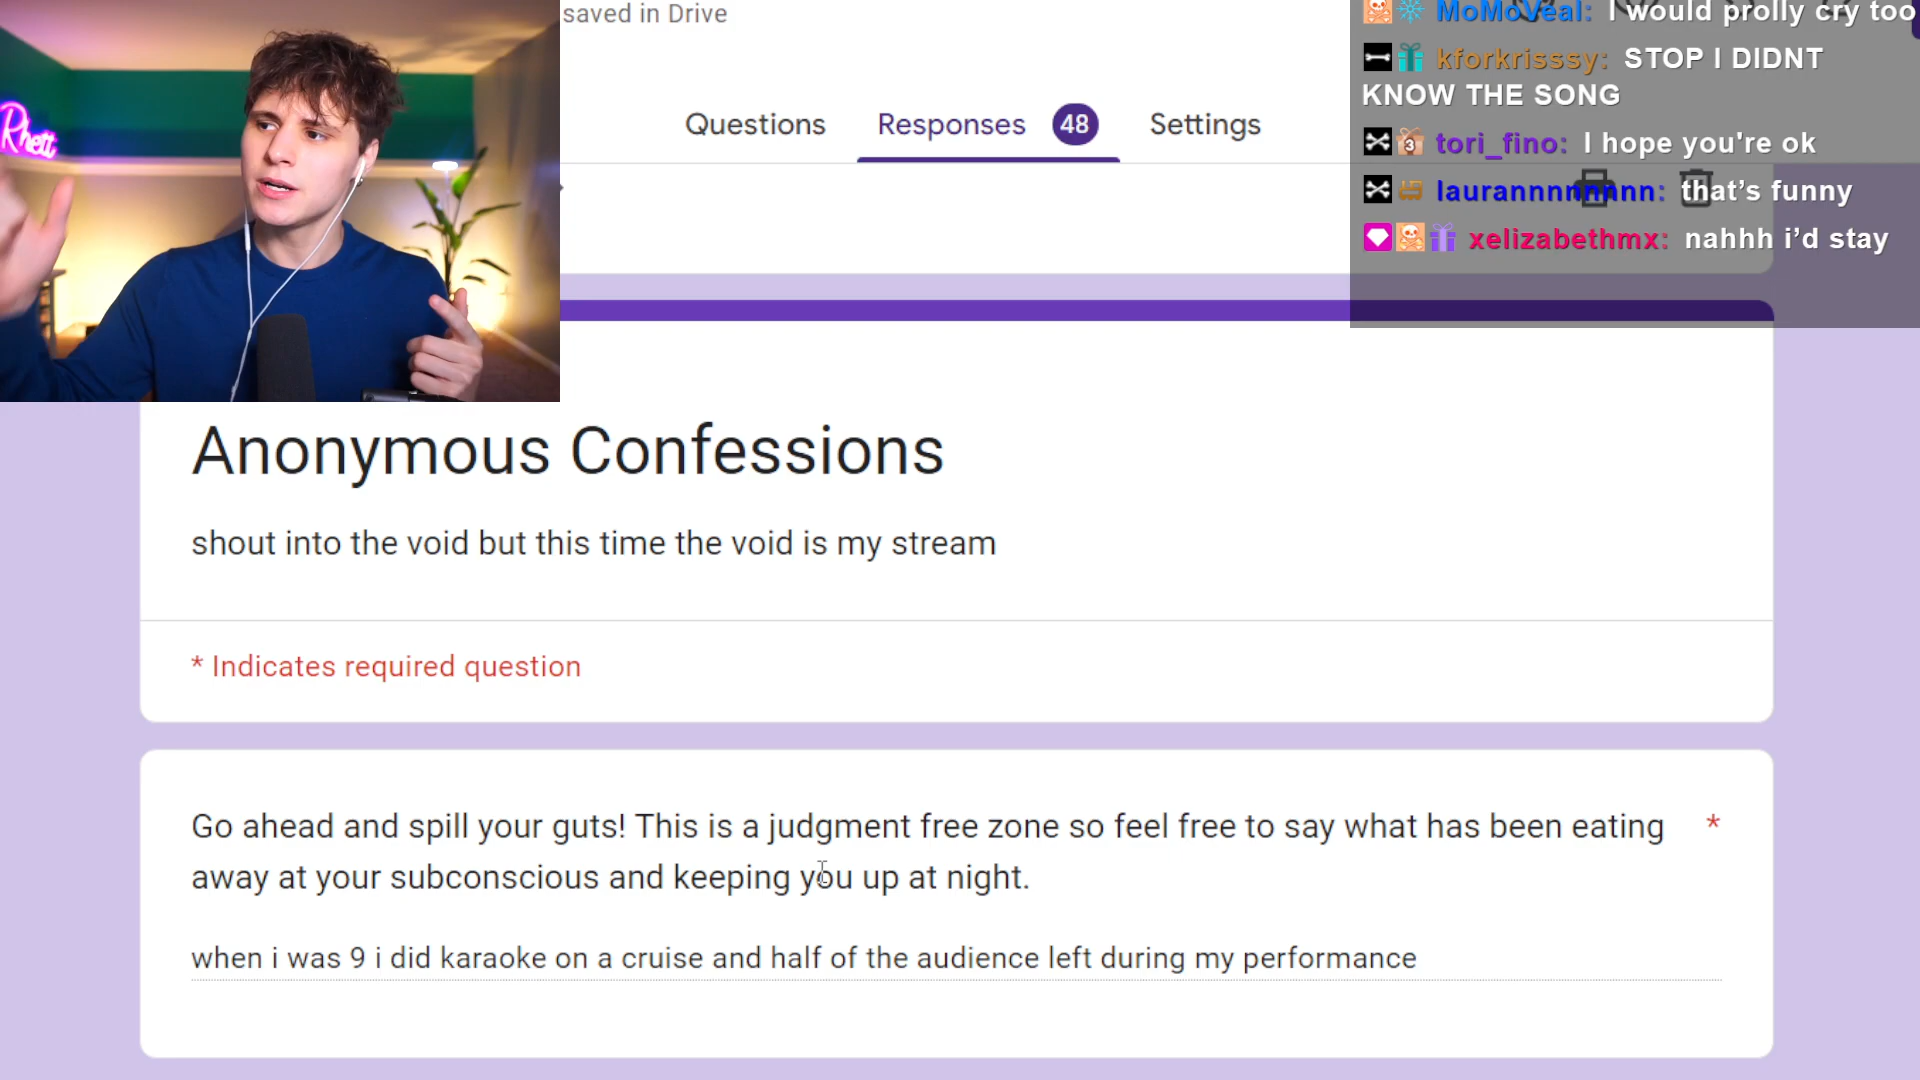 saved in Drive
Rhett
Questions
Responses
48
Settings
MoMoVeal: I would prolly cry too
kforkrisssy: STOP I DIDNT
KNOW THE SONG
3 tori_fino: I hope you're ok
laurannnnnnnn: that’s funny
xelizabethmx: nahhh i’d stay
Anonymous Confessions
shout into the void but this time the void is my stream
* Indicates required question
Go ahead and spill your guts! This is a judgment free zone so feel free to say what has been eating *
away at your subconscious and keeping you up at night.
when i was 9 i did karaoke on a cruise and half of the audience left during my performance